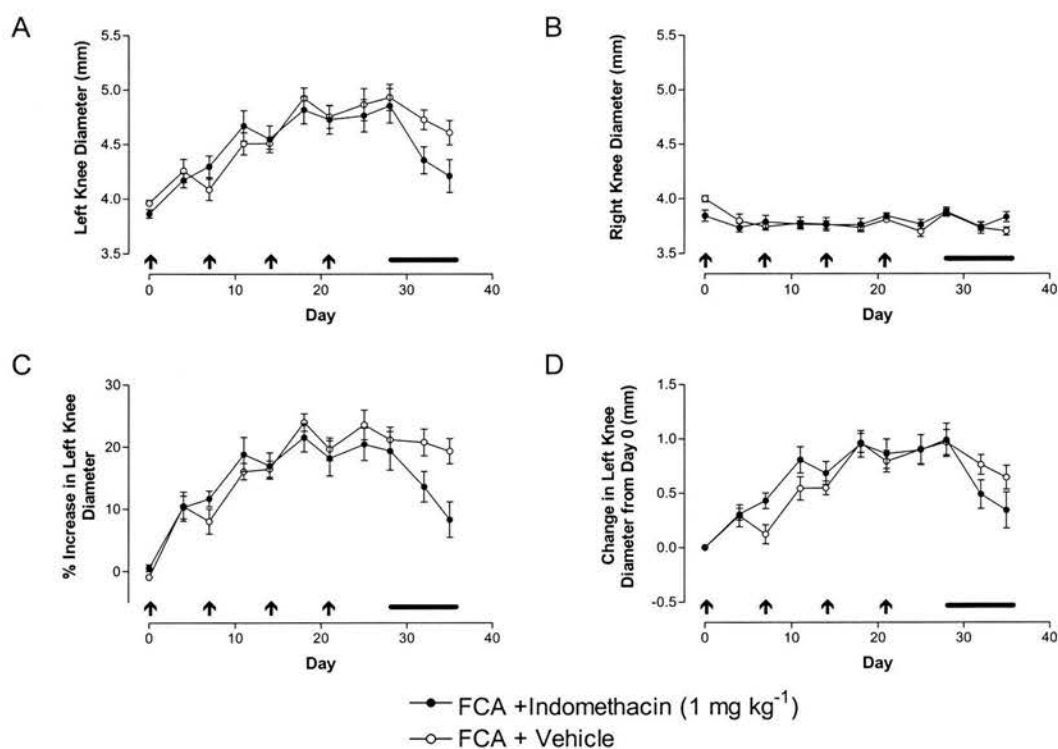 A
Left Knee Diameter (mm)
5.5
5.0
4.5
4.0
3.5
0 10 20 30 40
Day
B
Right Knee Diameter (mm)
5.5
5.0
4.5
4.0
3.5
0 10 20 30 40
Day
C
% Increase in Left Knee
Diameter
30
20
10
0
0 10 20 30 40
Day
D
Change in Left Knee
Diameter from Day 0 (mm)
1.5
1.0
0.5
0.0
-0.5
0 10 20 30 40
Day
FCA +Indomethacin (1 mg kg⁻¹)
FCA + Vehicle